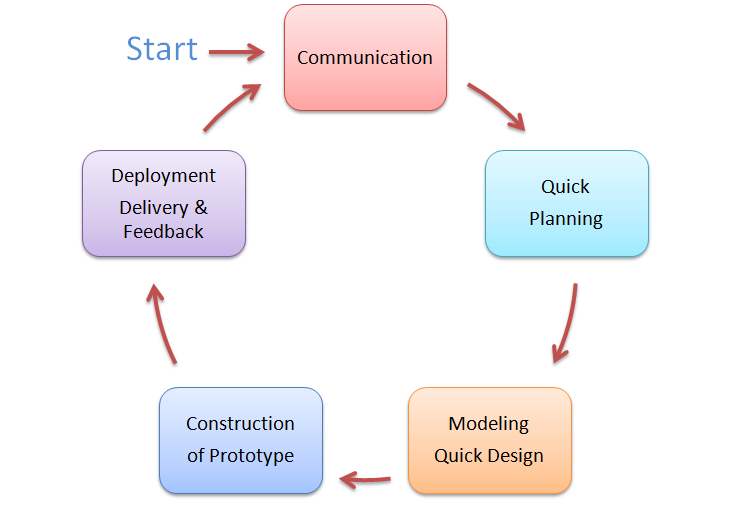 Start
Communication
Quick
Planning
Modeling
Quick Design
Construction
of Prototype
Deployment
Delivery &
Feedback